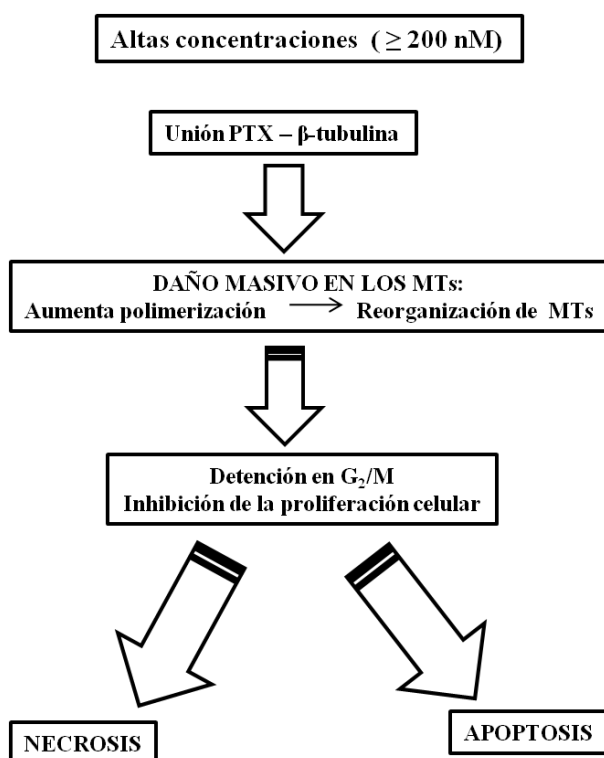 Altas concentraciones ( ≥ 200 nM)
Unión PTX – β-tubulina
DAÑO MASIVO EN LOS MTs:
Aumenta polimerización → Reorganización de MTs
Detención en G₂/M
Inhibición de la proliferación celular
NECROSIS
APOPTOSIS